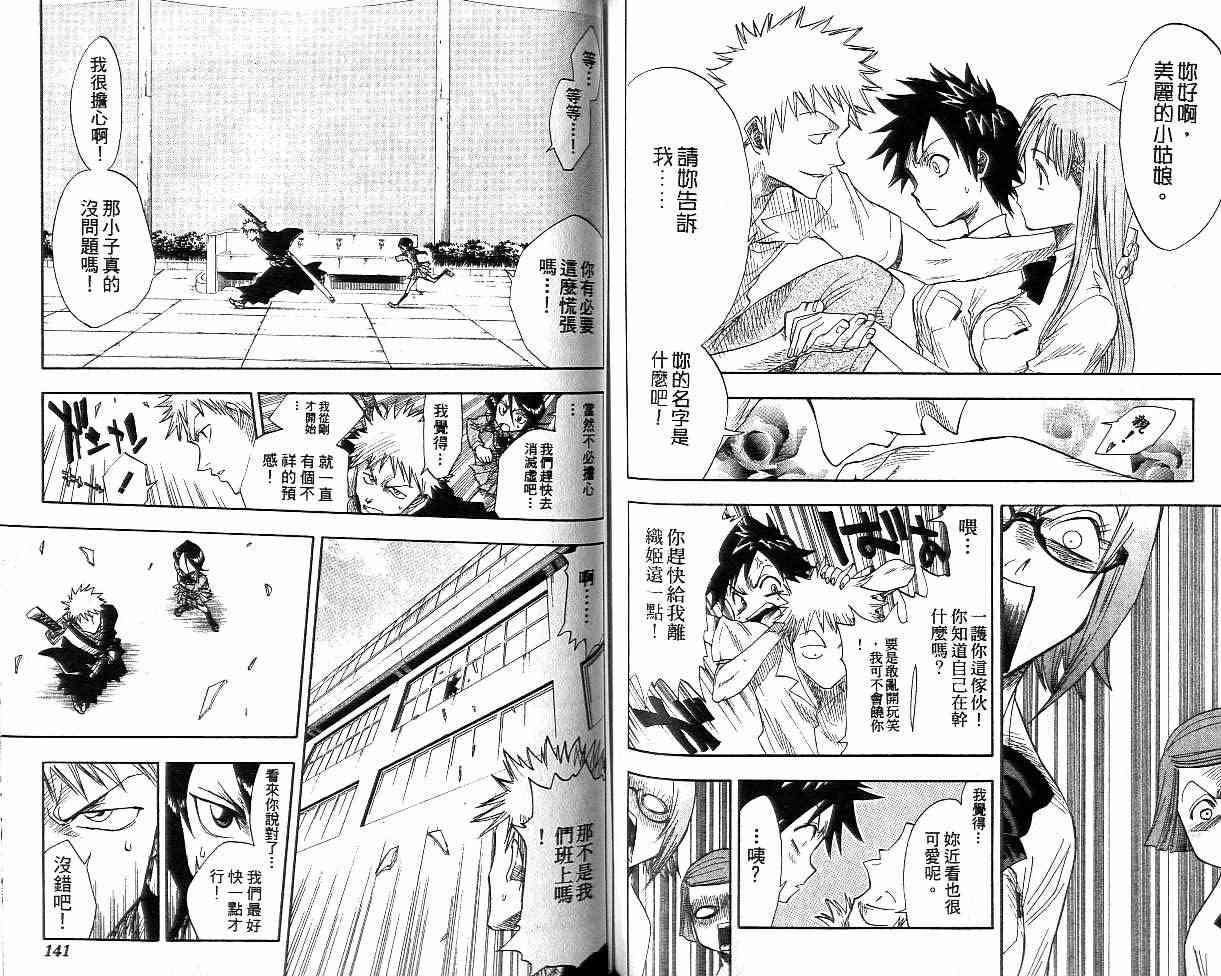 妳好啊，
美麗的小姑娘。
請妳告訴
我……
妳的名字是
什麼吧！
親！
喂…
一護你這傢伙！
你知道自己在幹
什麼嗎？
你趕快給我離
織姬遠一點！
要是敢亂開玩笑
，我可不會饒你
！
我覺得…
妳近看也很
可愛呢。
…咦？
等…
等等…！
你有必要
這麼慌張
嗎…！
我很擔心啊！
那小子真的
沒問題嗎！
當然不必擔心
…
我們趕快去
消滅虛吧…
我覺得…
我從剛
才開始
…
就一直
有個不
祥的預
感！
啊……
那不是我
們班上嗎
！
看來你說對了…
我們最好
快一點才
行！
沒錯吧！
141